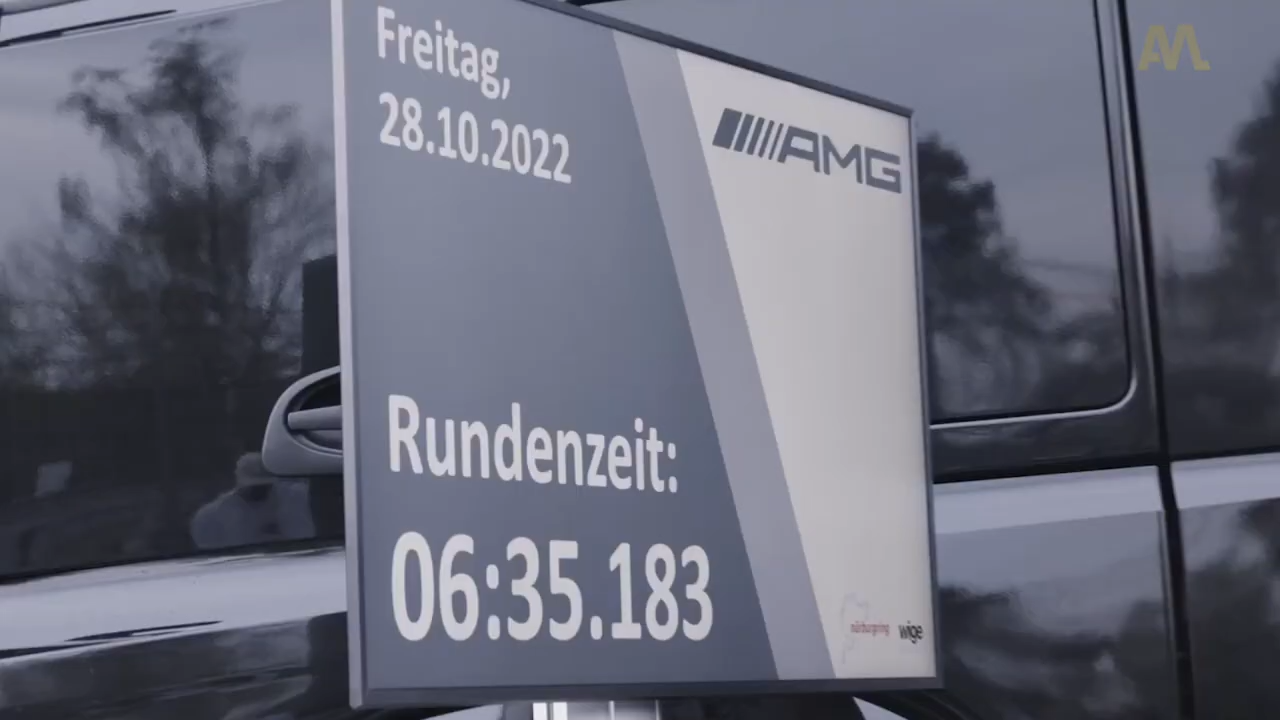 Freitag,
28.10.2022
AMG
Rundenzeit:
06:35.183
nürburgring
wige